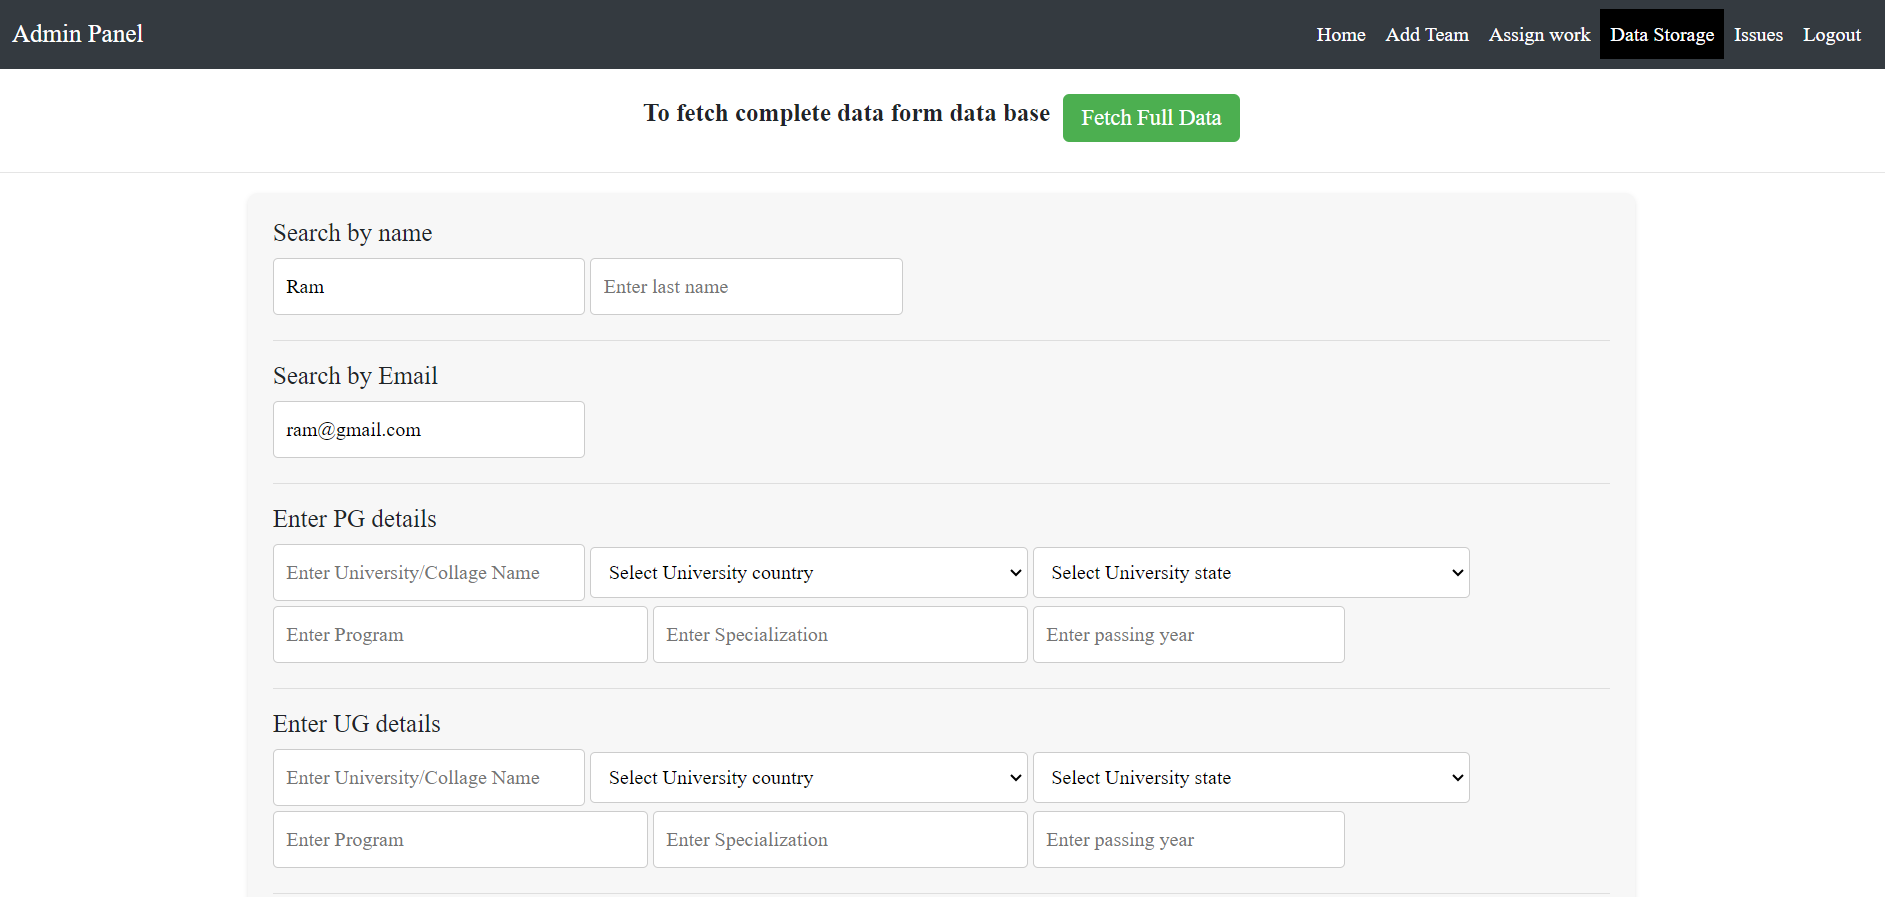 Admin Panel Home Add Team Assign work Data Storage Issues Logout
To fetch complete data form data base Fetch Full Data
Search by name
Ram Enter last name
Search by Email
ram@gmail.com
Enter PG details
Enter University/Collage Name Select University country Select University state
Enter Program Enter Specialization Enter passing year
Enter UG details
Enter University/Collage Name Select University country Select University state
Enter Program Enter Specialization Enter passing year